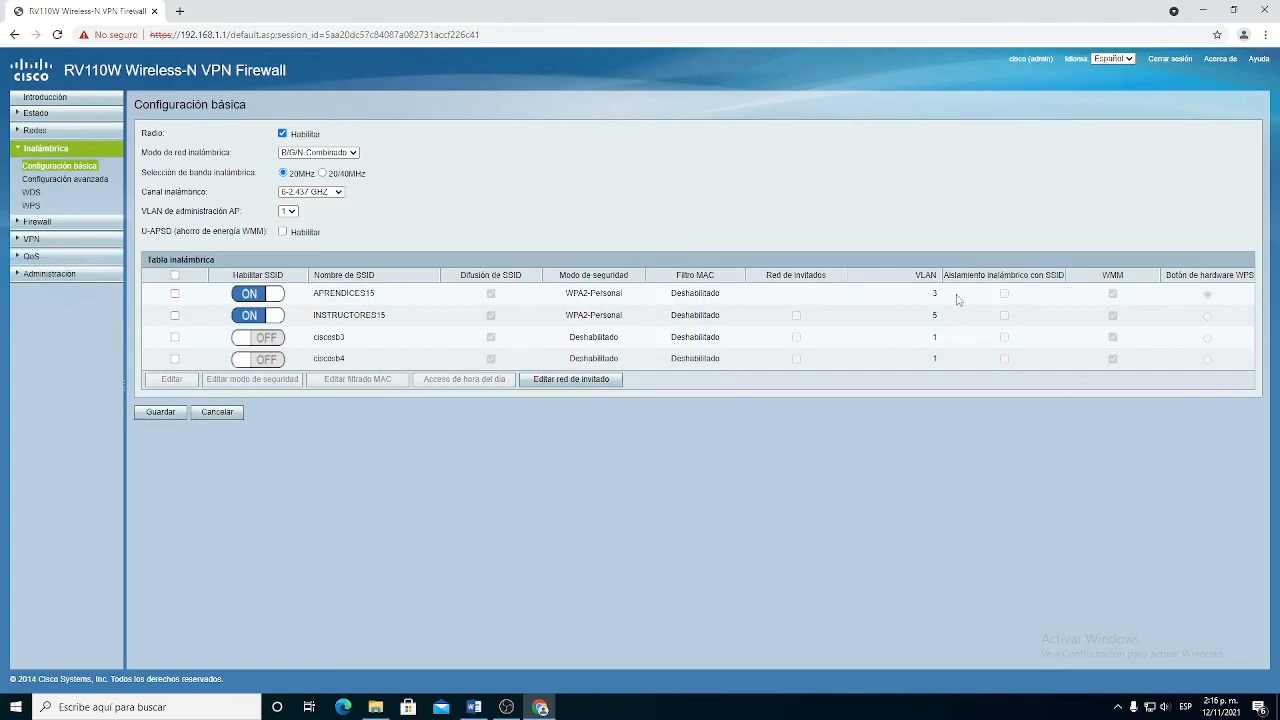 RV110W Wireless-N VPN Firewall
No seguro https://192.168.1.1/default.asp;session_id=5aa20dc57c84087a082731accf226c41
cisco (admin) Idioma: Español Cerrar sesión Acerca de Ayuda
CISCO RV110W Wireless-N VPN Firewall
Introducción
Estado
Redes
Inalámbrica
Configuración básica
Configuración avanzada
WDS
WPS
Firewall
VPN
QoS
Administración
Configuración básica
Radio: Habilitar
Modo de red inalámbrica: B/G/N-Combinado
Selección de banda inalámbrica: 20MHz 20/40MHz
Canal inalámbrico: 6-2.437 GHZ
VLAN de administración AP: 1
U-APSD (ahorro de energía WMM): Habilitar
Tabla inalámbrica
Habilitar SSID Nombre de SSID Difusión de SSID Modo de seguridad Filtro MAC Red de invitados VLAN Aislamiento inalámbrico con SSID WMM Botón de hardware WPS
ON APRENDICES15 WPA2-Personal Deshabilitado 3
ON INSTRUCTORES15 WPA2-Personal Deshabilitado 5
OFF ciscosb3 Deshabilitado Deshabilitado 1
OFF ciscosb4 Deshabilitado Deshabilitado 1
Editar Editar modo de seguridad Editar filtrado MAC Acceso de hora del día Editar red de invitado
Guardar Cancelar
Activar Windows
Ve a Configuración para activar Windows.
© 2014 Cisco Systems, Inc. Todos los derechos reservados.
Escribe aquí para buscar
ESP
2:16 p. m.
12/11/2021